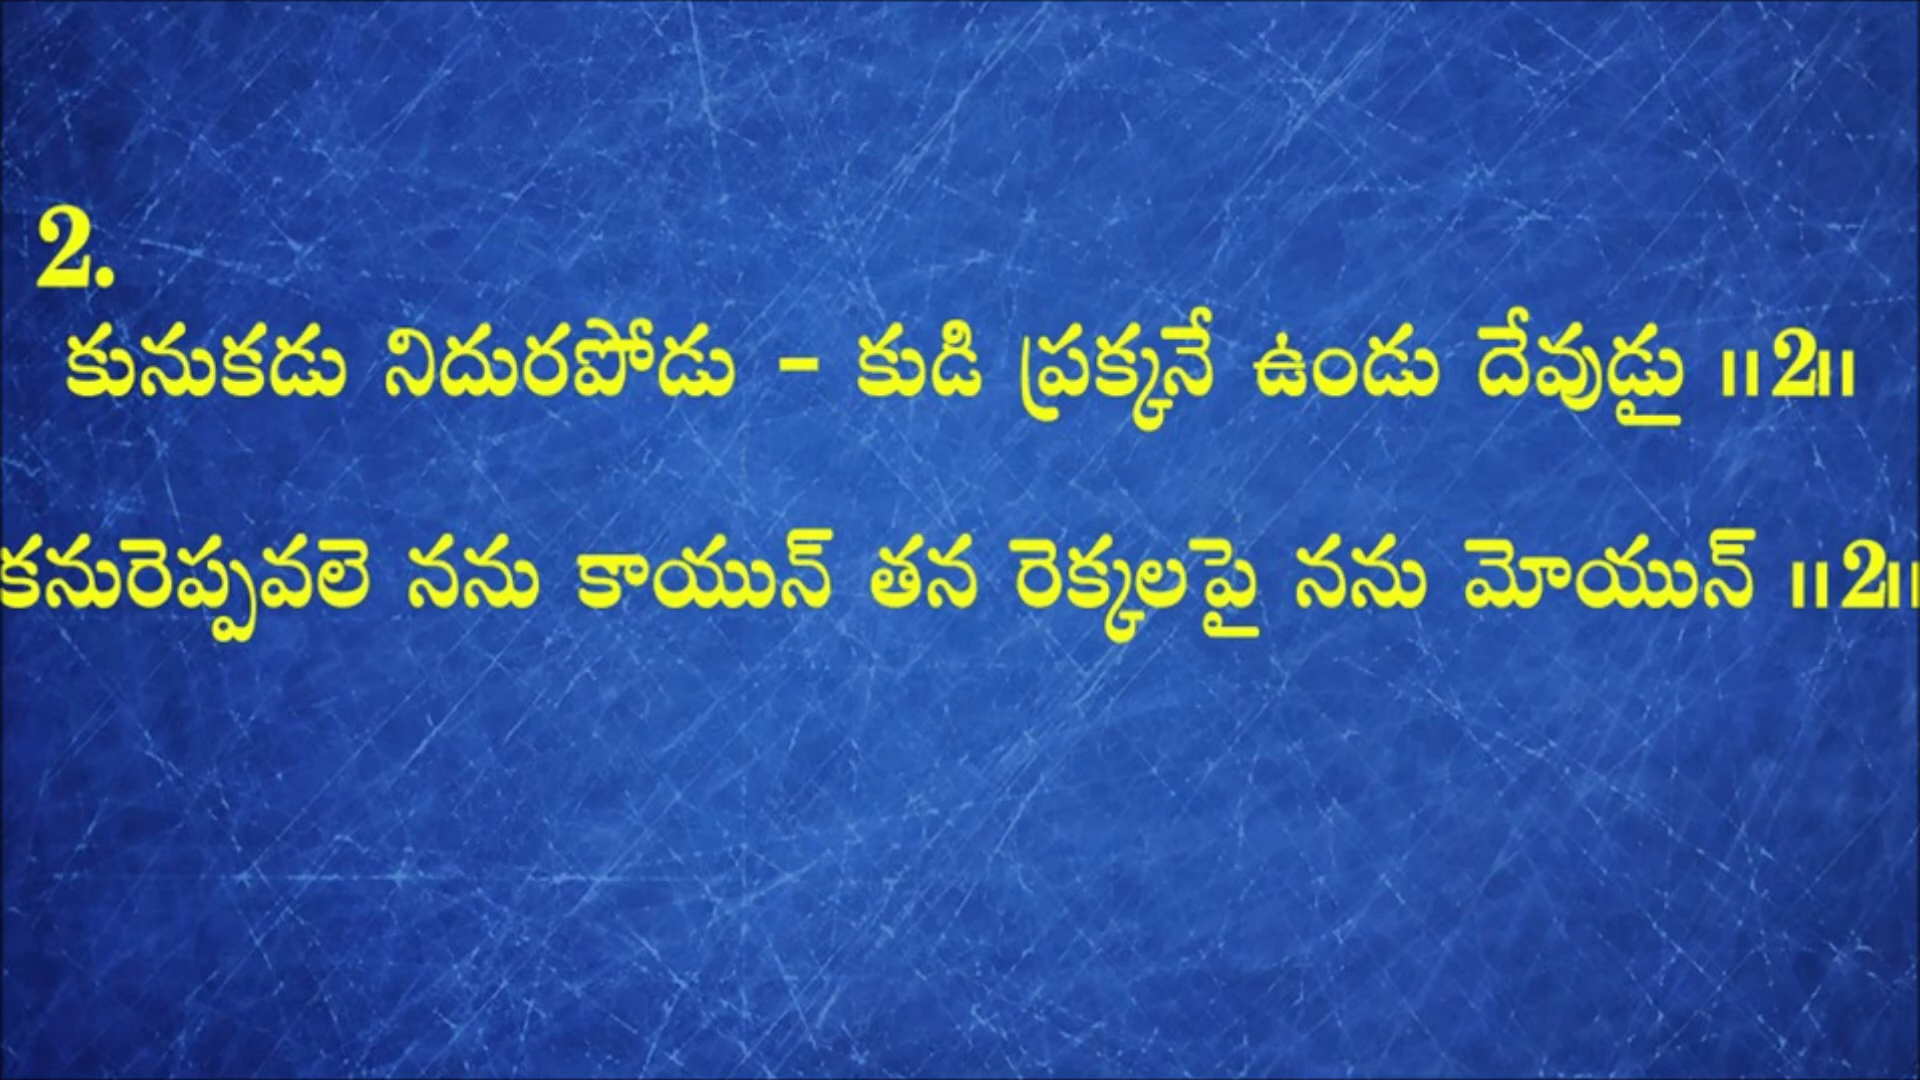 2.
కునుకడు నిదురపోడు - కుడి ప్రక్కనే ఉండు దేవుడై ॥2॥
కనురెప్పవలె నను కాయున్ తన రెక్కలపై నను మోయున్ ॥2॥